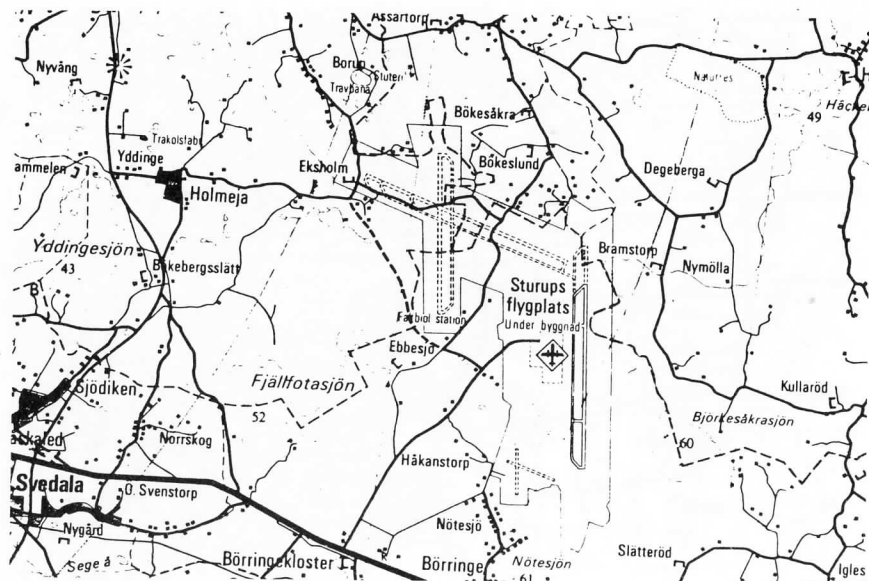 Assartorp
Nyvång
Borup
Stuteri
Travbana
Naturres
49
Bökesåkra
Trakolstab
Yddinge
ammelen
Eksholm
Bökeslund
Degeberga
Holmeja
Yddingesjön
43
Bramstorp
Bökebergsslätt
Nymölla
Sturups
flygplats
Under byggnad
Fältbiol station
Ebbesjö
Sjödiken
Fjällfotasjön
Kullaröd
52
Björkesåkrasjön
Norrskog
60
Håkanstorp
Svedala
Ö. Svenstorp
Nötesjö
Nygård
Slätteröd
Sege å
Börringekloster
Börringe
Nötesjön
61
Igles